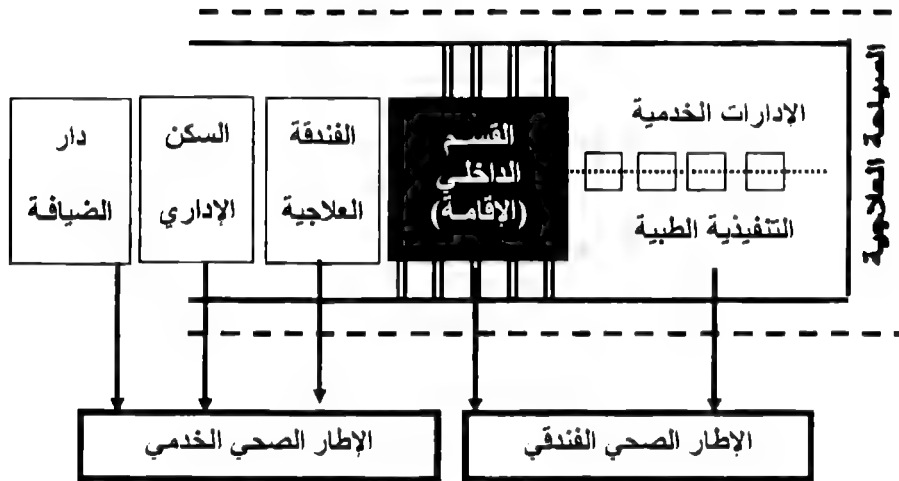 السياحة العلاجية
الإدارات الخدمية
التنفيذية الطبية
القسم
الداخلي
(الإقامة)
الفندقة
العلاجية
السكن
الإداري
دار
الضيافة
الإطار الصحي الفندقي
الإطار الصحي الخدمي